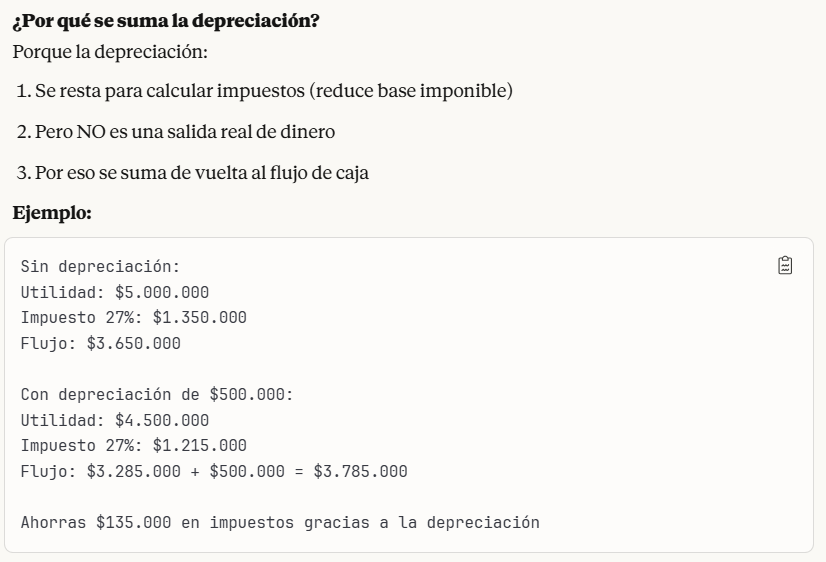 ¿Por qué se suma la depreciación?
Porque la depreciación:
1. Se resta para calcular impuestos (reduce base imponible)
2. Pero NO es una salida real de dinero
3. Por eso se suma de vuelta al flujo de caja
Ejemplo:
Sin depreciación:
Utilidad: $5.000.000
Impuesto 27%: $1.350.000
Flujo: $3.650.000
Con depreciación de $500.000:
Utilidad: $4.500.000
Impuesto 27%: $1.215.000
Flujo: $3.285.000 + $500.000 = $3.785.000
Ahorras $135.000 en impuestos gracias a la depreciación